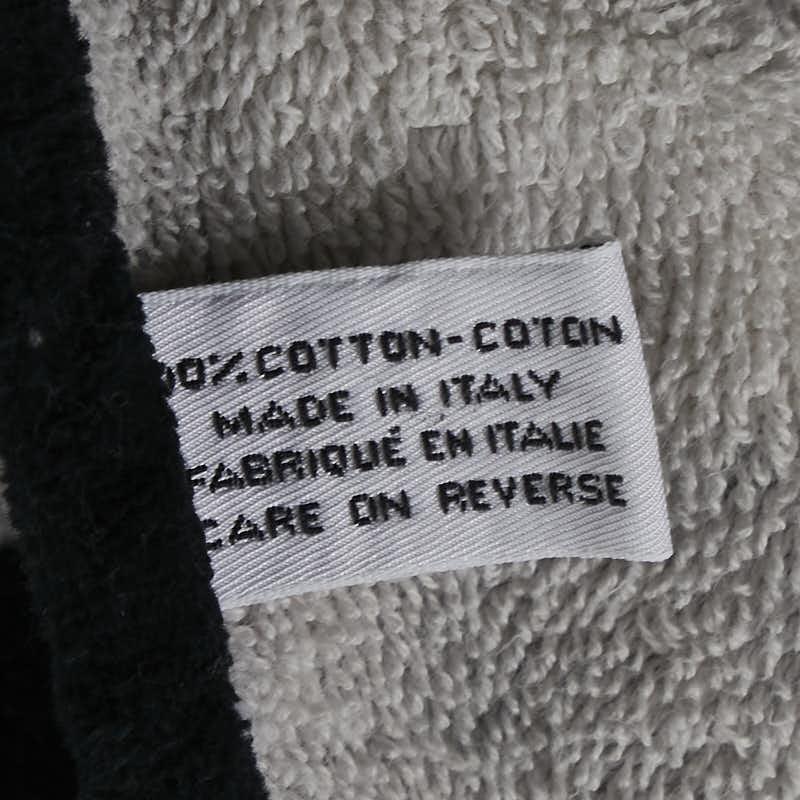 00% COTTON-COTON
MADE IN ITALY
FABRIQUÉ EN ITALIE
CARE ON REVERSE